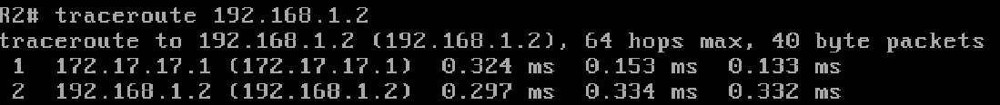 R2# traceroute 192.168.1.2
traceroute to 192.168.1.2 (192.168.1.2), 64 hops max, 40 byte packets
 1  172.17.17.1 (172.17.17.1)  0.324 ms  0.153 ms  0.133 ms
 2  192.168.1.2 (192.168.1.2)  0.297 ms  0.334 ms  0.332 ms